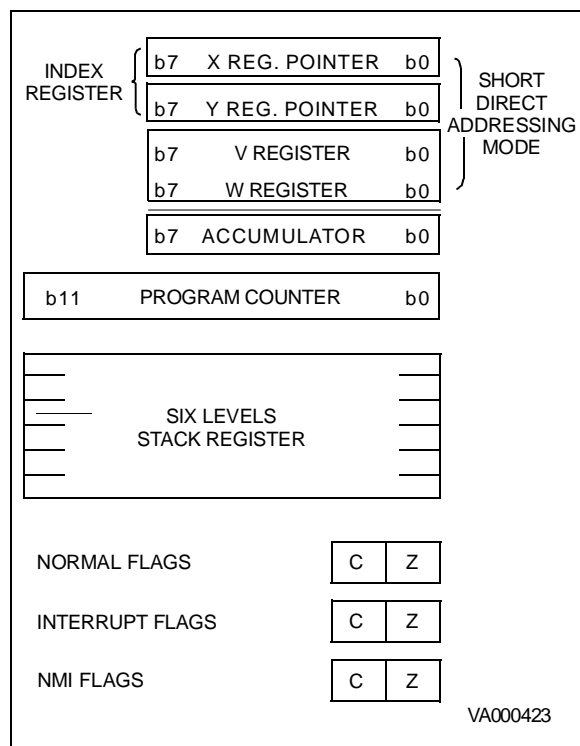 INDEX
REGISTER
b7 X REG. POINTER b0
b7 Y REG. POINTER b0
b7 V REGISTER b0
b7 W REGISTER b0
b7 ACCUMULATOR b0
SHORT
DIRECT
ADDRESSING
MODE
b11 PROGRAM COUNTER b0
SIX LEVELS
STACK REGISTER
NORMAL FLAGS C Z
INTERRUPT FLAGS C Z
NMI FLAGS C Z
VA000423